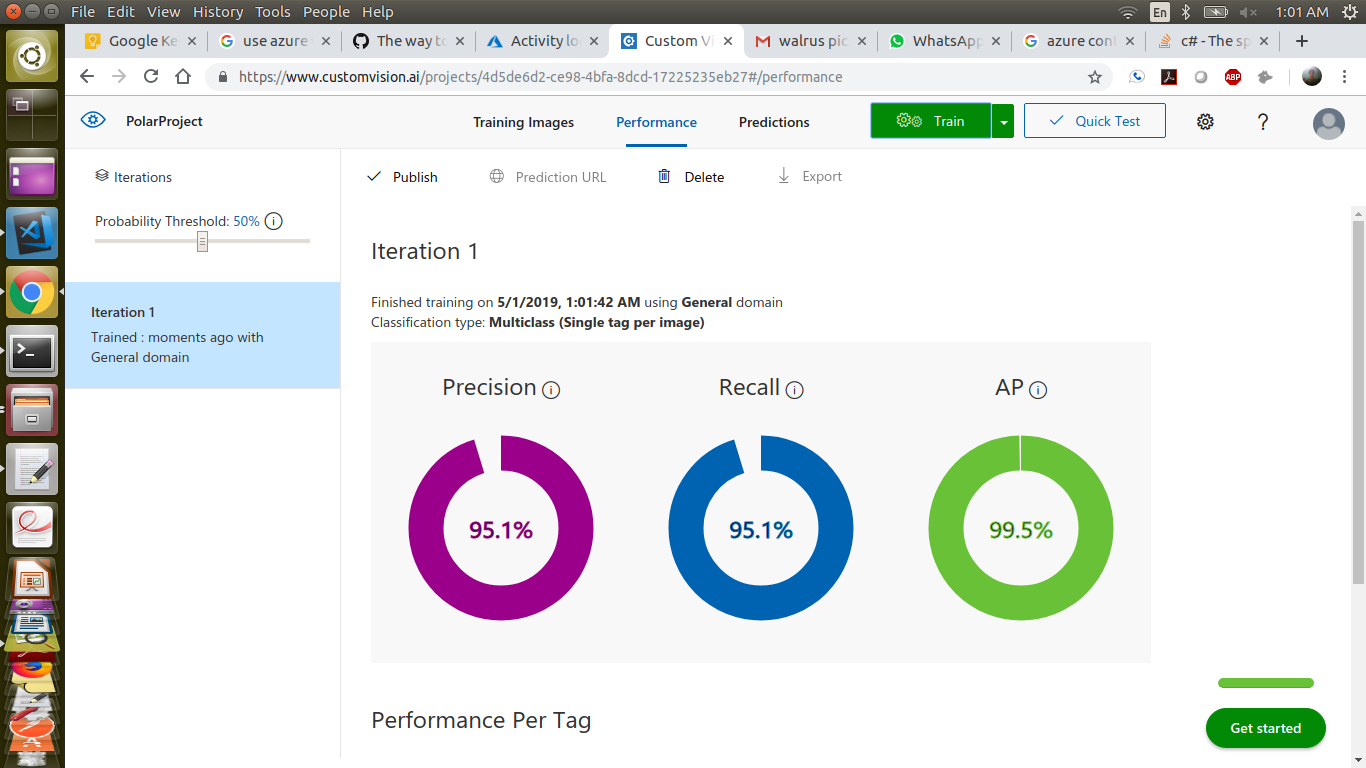 File Edit View History Tools People Help
En 1:01 AM
Google Ke
use azure
The way t
Activity lo
Custom Vi
walrus pic
WhatsApp
azure con
c# - The sp
https://www.customvision.ai/projects/4d5de6d2-ce98-4bfa-8dcd-17225235eb27#/performance
ABP
PolarProject
Training Images
Performance
Predictions
Train
Quick Test
?
Iterations
Publish
Prediction URL
Delete
Export
Probability Threshold: 50%
Iteration 1
Trained : moments ago with
General domain
Iteration 1
Finished training on 5/1/2019, 1:01:42 AM using General domain
Classification type: Multiclass (Single tag per image)
Precision
Recall
AP
95.1%
95.1%
99.5%
Performance Per Tag
Get started